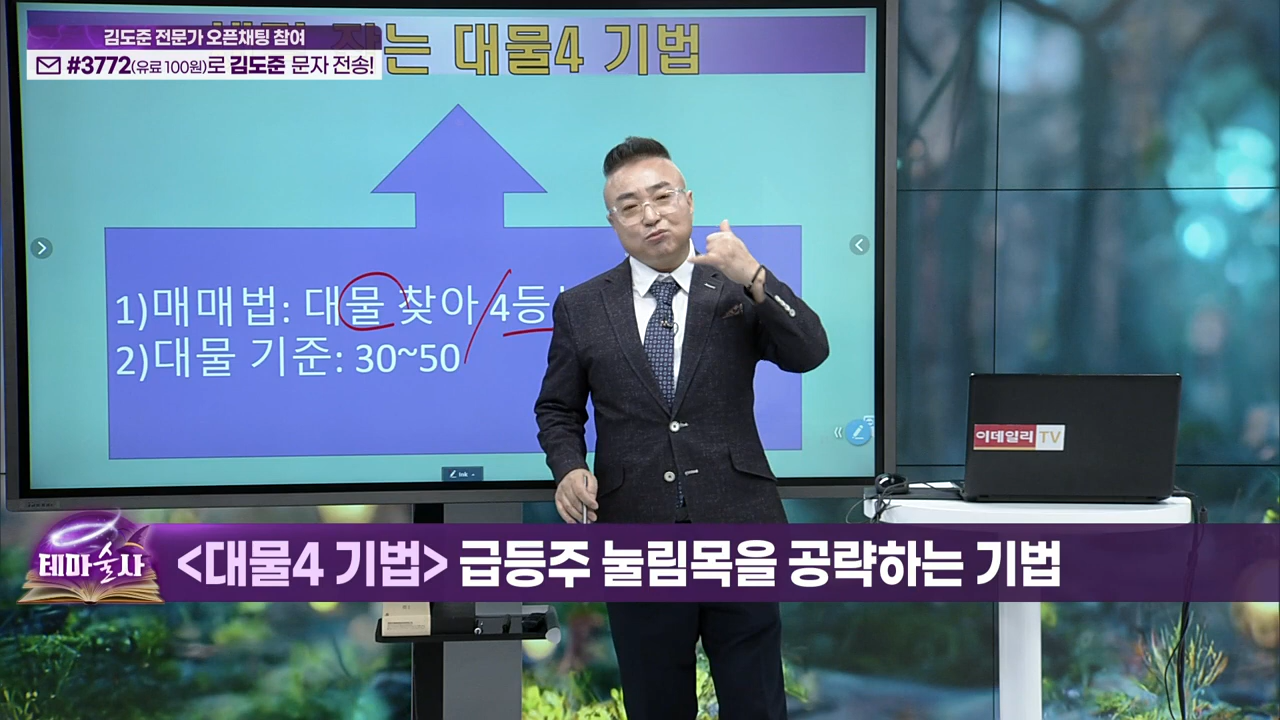 김도준 전문가 오픈채팅 참여
#3772(유료 100원)로 김도준 문자 전송!
는 대물4 기법
1)매매법: 대물 찾아 4등
2)대물 기준: 30~50
Ink
이데일리 TV
테마술사
<대물4 기법> 급등주 눌림목을 공략하는 기법